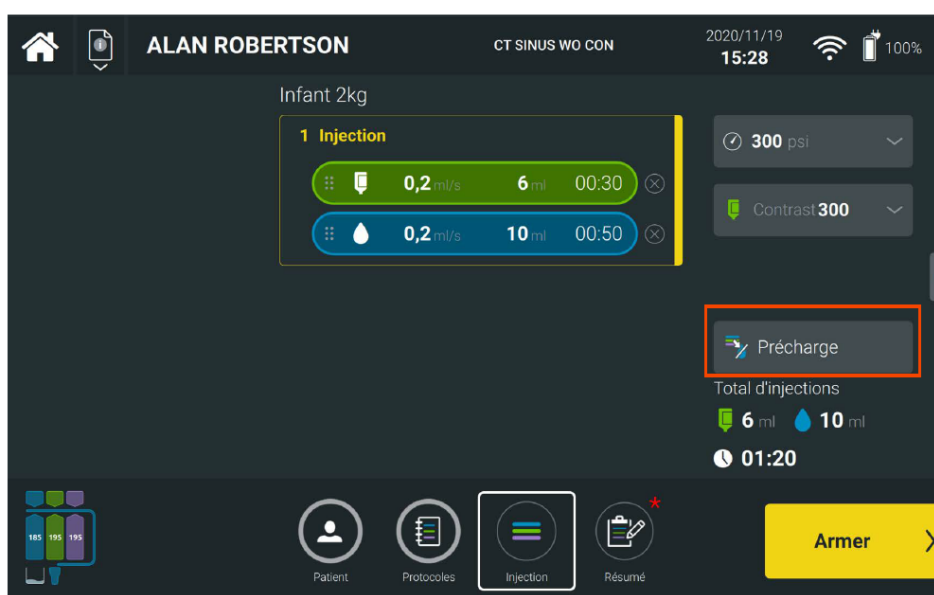 ALAN ROBERTSON
CT SINUS WO CON
2020/11/19
15:28
100%
Infant 2kg
1 Injection
0,2 ml/s 6 ml 00:30
0,2 ml/s 10 ml 00:50
300 psi
Contrast 300
Précharge
Total d'injections
6 ml 10 ml
01:20
185 195 195
Patient
Protocoles
Injection
Résumé
*
Armer